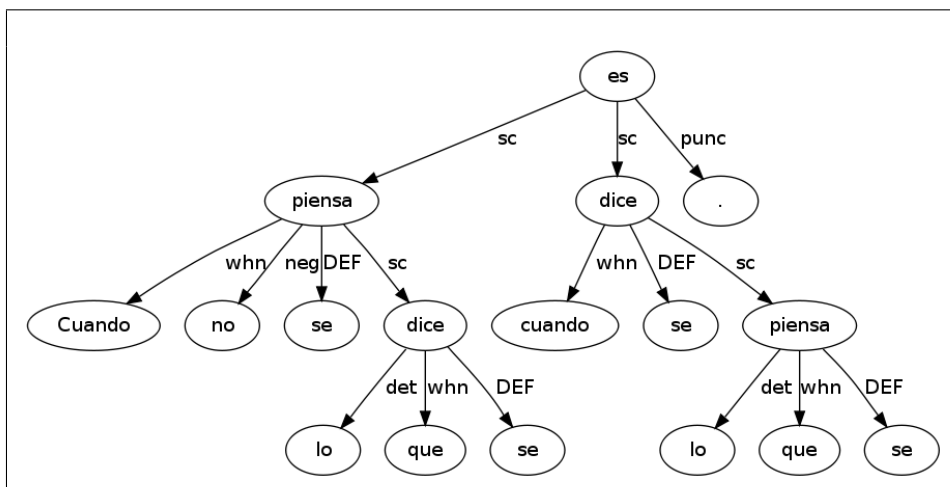 es
sc sc punc
piensa dice .
whn neg DEF sc whn DEF sc
Cuando no se dice cuando se piensa
det whn DEF det whn DEF
lo que se lo que se